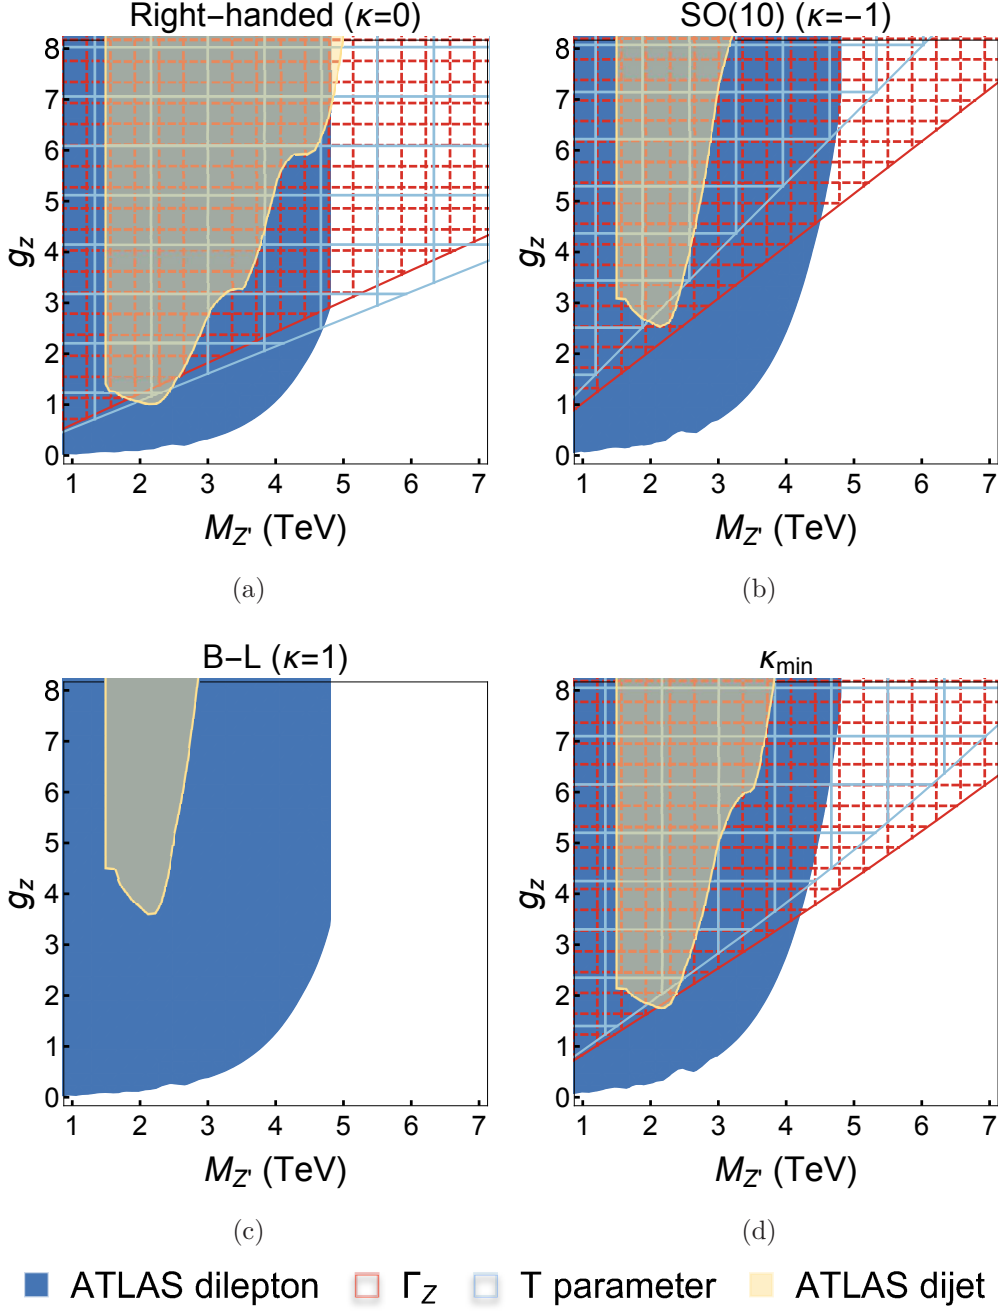 Right−handed (κ=0)
8
7
6
5
4
3
2
1
0
g_z
1 2 3 4 5 6 7
M_Z' (TeV)
(a)
SO(10) (κ=−1)
8
7
6
5
4
3
2
1
0
g_z
1 2 3 4 5 6 7
M_Z' (TeV)
(b)
B−L (κ=1)
8
7
6
5
4
3
2
1
0
g_z
1 2 3 4 5 6 7
M_Z' (TeV)
(c)
κ_min
8
7
6
5
4
3
2
1
0
g_z
1 2 3 4 5 6 7
M_Z' (TeV)
(d)
ATLAS dilepton Γ_Z T parameter ATLAS dijet